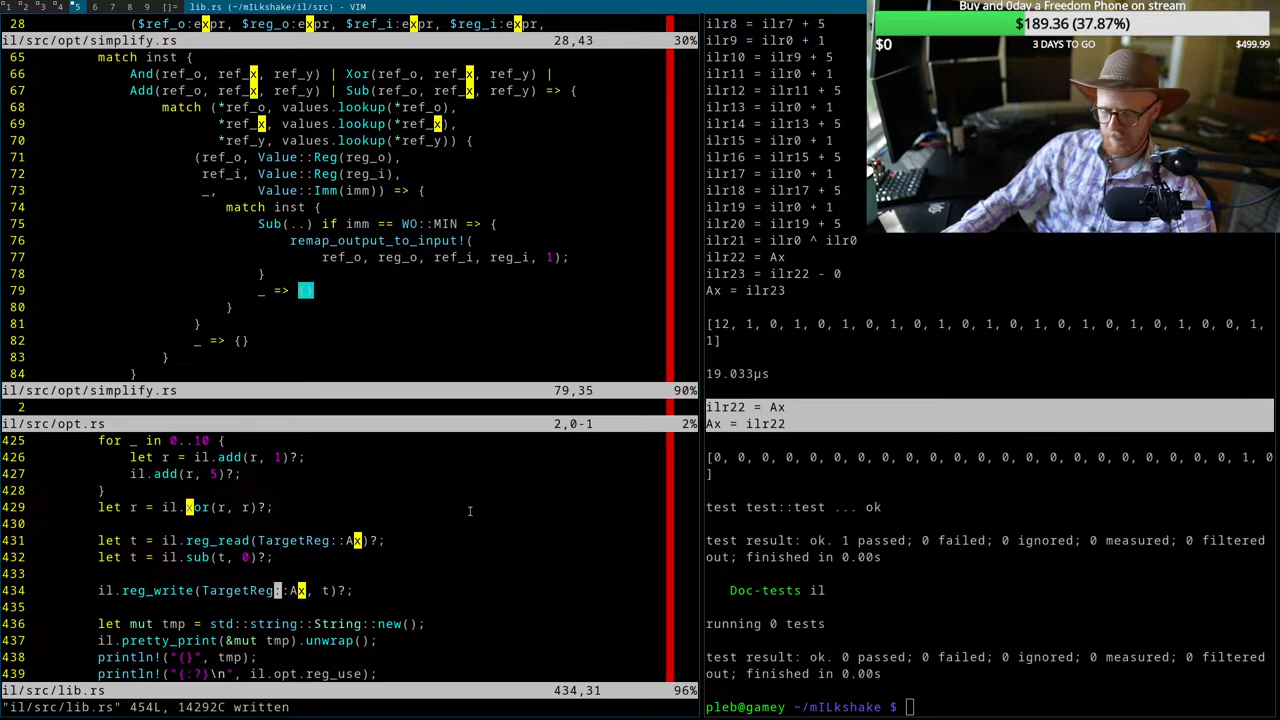 1 2 3 4 5 6 7 8 9 []= lib.rs (~/mILkshake/il/src) - VIM
28 ($ref_o:expr, $reg_o:expr, $ref_i:expr, $reg_i:expr,
il/src/opt/simplify.rs 28,43 30%
65 match inst {
66 And(ref_o, ref_x, ref_y) | Xor(ref_o, ref_x, ref_y) |
67 Add(ref_o, ref_x, ref_y) | Sub(ref_o, ref_x, ref_y) => {
68 match (*ref_o, values.lookup(*ref_o),
69 *ref_x, values.lookup(*ref_x),
70 *ref_y, values.lookup(*ref_y)) {
71 (ref_o, Value::Reg(reg_o),
72 ref_i, Value::Reg(reg_i),
73 _, Value::Imm(imm)) => {
74 match inst {
75 Sub(..) if imm == WO::MIN => {
76 remap_output_to_input!(
77 ref_o, reg_o, ref_i, reg_i, 1);
78 }
79 _ => {}
80 }
81 }
82 _ => {}
83 }
84 }
il/src/opt/simplify.rs 79,35 90%
2
il/src/opt.rs 2,0-1 2%
425 for _ in 0..10 {
426 let r = il.add(r, 1)?;
427 il.add(r, 5)?;
428 }
429 let r = il.xor(r, r)?;
430
431 let t = il.reg_read(TargetReg::Ax)?;
432 let t = il.sub(t, 0)?;
433
434 il.reg_write(TargetReg::Ax, t)?;
435
436 let mut tmp = std::string::String::new();
437 il.pretty_print(&mut tmp).unwrap();
438 println!("{}", tmp);
439 println!("{:?}\n", il.opt.reg_use);
il/src/lib.rs 434,31 96%
"il/src/lib.rs" 454L, 14292C written
ilr8 = ilr7 + 5
ilr9 = ilr0 + 1
ilr10 = ilr9 + 5
ilr11 = ilr0 + 1
ilr12 = ilr11 + 5
ilr13 = ilr0 + 1
ilr14 = ilr13 + 5
ilr15 = ilr0 + 1
ilr16 = ilr15 + 5
ilr17 = ilr0 + 1
ilr18 = ilr17 + 5
ilr19 = ilr0 + 1
ilr20 = ilr19 + 5
ilr21 = ilr0 ^ ilr0
ilr22 = Ax
ilr23 = ilr22 - 0
Ax = ilr23
[12, 1, 0, 1, 0, 1, 0, 1, 0, 1, 0, 1, 0, 1, 0, 1, 0, 1, 0, 1, 0, 0, 1,
1]
19.033µs
ilr22 = Ax
Ax = ilr22
[0, 0, 0, 0, 0, 0, 0, 0, 0, 0, 0, 0, 0, 0, 0, 0, 0, 0, 0, 0, 0, 0, 1, 0
]
test test::test ... ok
test result: ok. 1 passed; 0 failed; 0 ignored; 0 measured; 0 filtered
out; finished in 0.00s
Doc-tests il
running 0 tests
test result: ok. 0 passed; 0 failed; 0 ignored; 0 measured; 0 filtered
out; finished in 0.00s
pleb@gamey ~/mILkshake $
Buy and 0day a Freedom Phone on stream
$189.36 (37.87%)
$0 3 DAYS TO GO $499.99